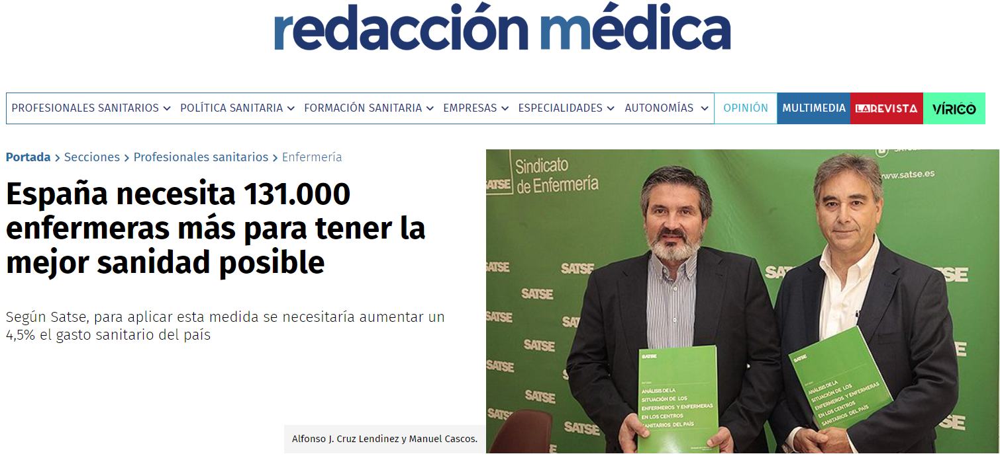 redacción médica
PROFESIONALES SANITARIOS POLÍTICA SANITARIA FORMACIÓN SANITARIA EMPRESAS ESPECIALIDADES AUTONOMÍAS OPINIÓN MULTIMEDIA LAREVISTA VÍRICO
Portada > Secciones > Profesionales sanitarios > Enfermería
España necesita 131.000
enfermeras más para tener la
mejor sanidad posible
Según Satse, para aplicar esta medida se necesitaría aumentar un
4,5% el gasto sanitario del país
Alfonso J. Cruz Lendinez y Manuel Cascos.
Sindicato
de Enfermería
www.satse.es
SATSE
SATSE
SATSE
SATSE
SATSE
SATSE
ANÁLISIS DE LA
SITUACIÓN DE LOS
ENFERMEROS Y ENFERMERAS
EN LOS CENTROS
SANITARIOS DEL PAÍS
SATSE
ANÁLISIS DE LA
SITUACIÓN DE LOS
ENFERMEROS Y ENFERMERAS
EN LOS CENTROS
SANITARIOS DEL PAÍS